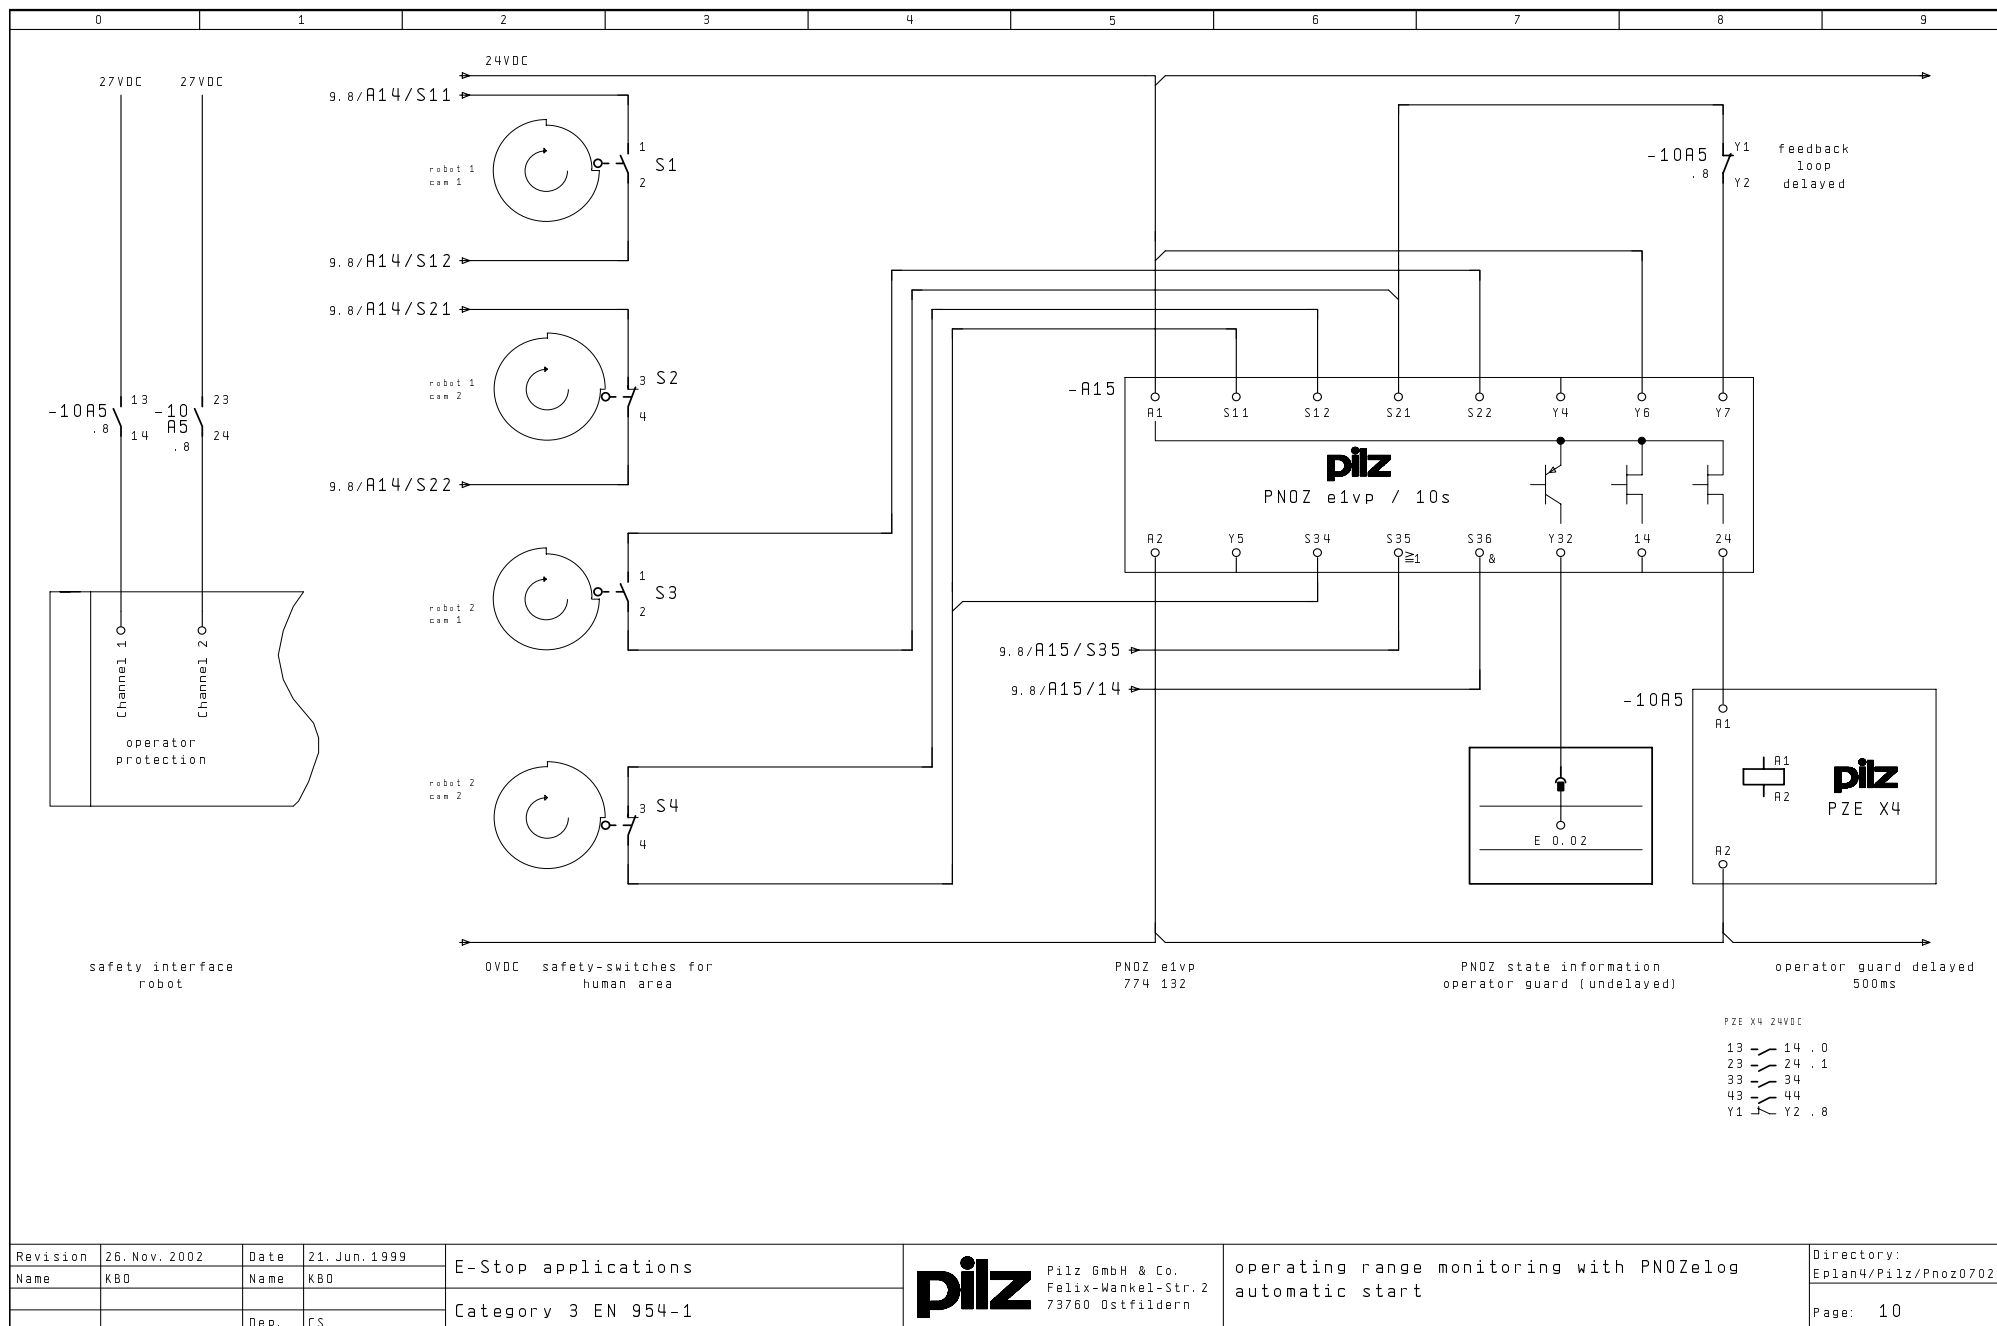 0 1 2 3 4 5 6 7 8 9
24VDC
27VDC 27VDC
9.8/A14/S11
robot 1
cam 1
1
S1
2
9.8/A14/S12
9.8/A14/S21
robot 1
cam 2
3
S2
4
9.8/A14/S22
-10A5
.8
13
14
-10
A5
.8
23
24
-10A5
.8
Y1
Y2
feedback
loop
delayed
-A15
A1 S11 S12 S21 S22 Y4 Y6 Y7
pilz
PNOZ e1vp / 10s
A2 Y5 S34 S35 S36 Y32 14 24
≧1 &
robot 2
cam 1
1
S3
2
Channel 1
Channel 2
operator
protection
9.8/A15/S35
9.8/A15/14
robot 2
cam 2
3
S4
4
E 0.02
-10A5
A1
A1
A2
pilz
PZE X4
A2
safety interface
robot
0VDC safety-switches for
human area
PNOZ e1vp
774 132
PNOZ state information
operator guard (undelayed)
operator guard delayed
500ms
PZE X4 24VDC
13 14 .0
23 24 .1
33 34
43 44
Y1 Y2 .8
Revision 26.Nov.2002 Date 21.Jun.1999
Name KBO Name KBO
Dep. CS
E-Stop applications
Category 3 EN 954-1
pilz
Pilz GmbH & Co.
Felix-Wankel-Str.2
73760 Ostfildern
operating range monitoring with PNOZelog
automatic start
Directory:
Eplan4/Pilz/Pnoz0702
Page: 10